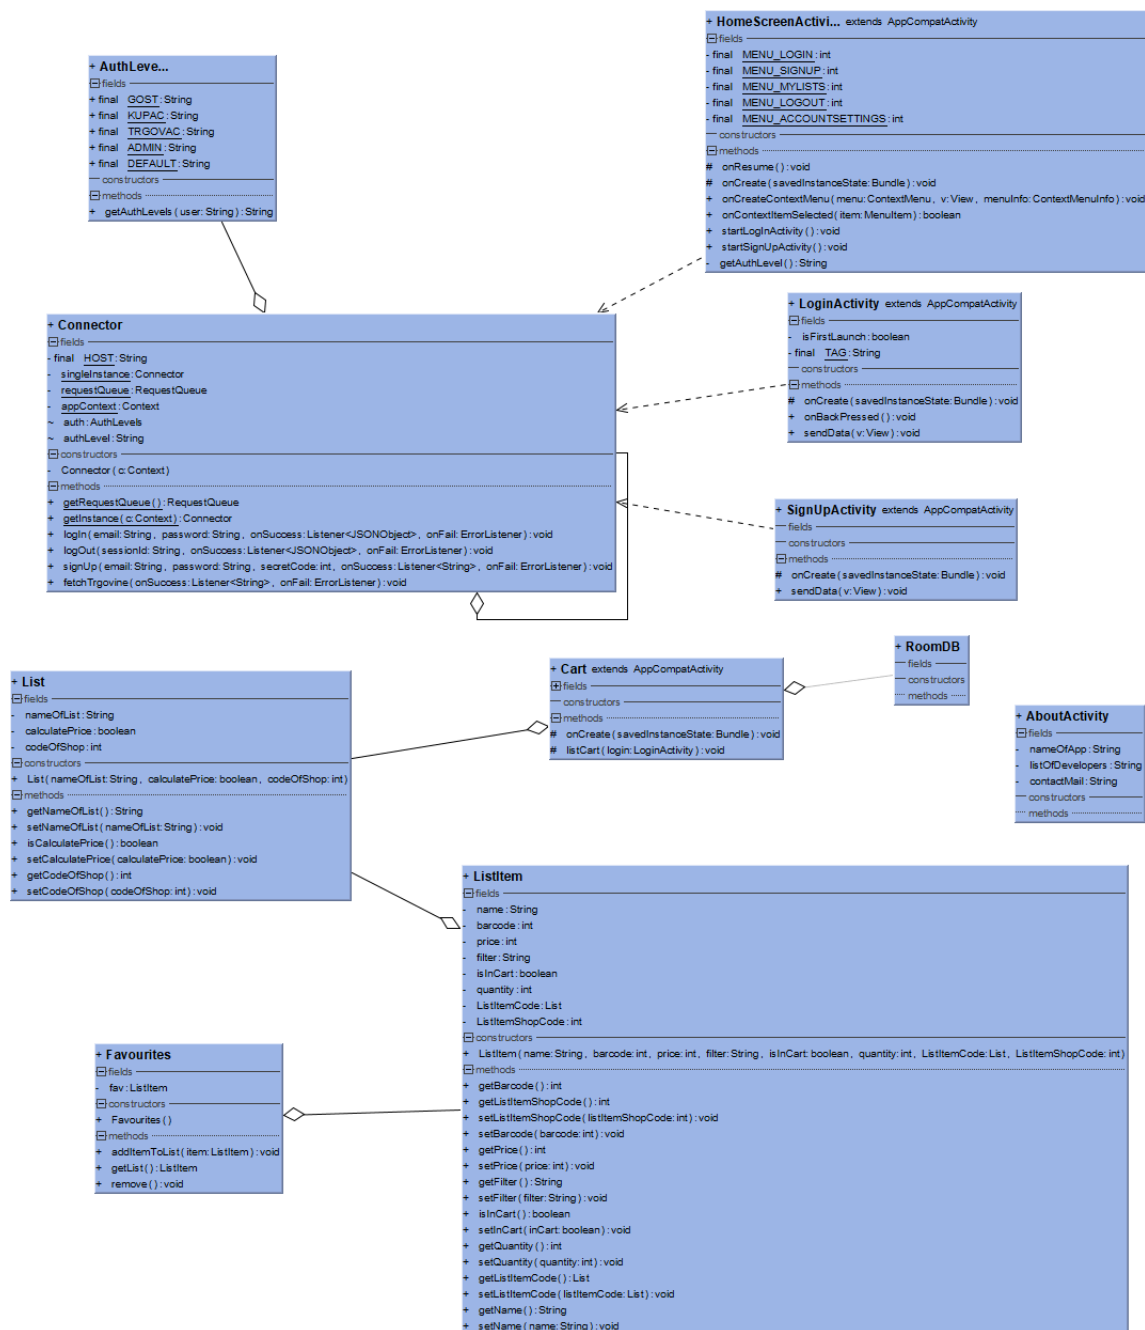 + AuthLeve...
fields
+ final GOST:String
+ final KUPAC:String
+ final TRGOVAC:String
+ final ADMIN:String
+ final DEFAULT:String
constructors
methods
+ getAuthLevels(user:String):String
+ HomeScreenActivi... extends AppCompatActivity
fields
- final MENU_LOGIN:int
- final MENU_SIGNUP:int
- final MENU_MYLISTS:int
- final MENU_LOGOUT:int
- final MENU_ACCOUNTSETTINGS:int
constructors
methods
# onResume():void
# onCreate(savedInstanceState:Bundle):void
+ onCreateContextMenu(menu:ContextMenu, v:View, menuInfo:ContextMenuInfo):void
+ onContextItemSelected(item:MenuItem):boolean
+ startLogInActivity():void
+ startSignUpActivity():void
- getAuthLevel():String
+ Connector
fields
- final HOST:String
- singleInstance:Connector
- requestQueue:RequestQueue
- appContext:Context
~ auth:AuthLevels
~ authLevel:String
constructors
- Connector(c:Context)
methods
+ getRequestQueue():RequestQueue
+ getInstance(c:Context):Connector
+ logIn(email:String, password:String, onSuccess:Listener<JSONObject>, onFail:ErrorListener):void
+ logOut(sessionId:String, onSuccess:Listener<JSONObject>, onFail:ErrorListener):void
+ signUp(email:String, password:String, secretCode:int, onSuccess:Listener<String>, onFail:ErrorListener):void
+ fetchTrgovine(onSuccess:Listener<String>, onFail:ErrorListener):void
+ LoginActivity extends AppCompatActivity
fields
- isFirstLaunch:boolean
- final TAG:String
constructors
methods
# onCreate(savedInstanceState:Bundle):void
+ onBackPressed():void
+ sendData(v:View):void
+ SignUpActivity extends AppCompatActivity
fields
constructors
methods
# onCreate(savedInstanceState:Bundle):void
+ sendData(v:View):void
+ List
fields
- nameOfList:String
- calculatePrice:boolean
- codeOfShop:int
constructors
+ List(nameOfList:String, calculatePrice:boolean, codeOfShop:int)
methods
+ getNameOfList():String
+ setNameOfList(nameOfList:String):void
+ isCalculatePrice():boolean
+ setCalculatePrice(calculatePrice:boolean):void
+ getCodeOfShop():int
+ setCodeOfShop(codeOfShop:int):void
+ Cart extends AppCompatActivity
fields
constructors
methods
# onCreate(savedInstanceState:Bundle):void
# listCart(login:LoginActivity):void
+ RoomDB
fields
constructors
methods
+ AboutActivity
fields
- nameOfApp:String
- listOfDevelopers:String
- contactMail:String
constructors
methods
+ ListItem
fields
- name:String
- barcode:int
- price:int
- filter:String
- isInCart:boolean
- quantity:int
- ListItemCode:List
- ListItemShopCode:int
constructors
+ ListItem(name:String, barcode:int, price:int, filter:String, isInCart:boolean, quantity:int, ListItemCode:List, ListItemShopCode:int)
methods
+ getBarcode():int
+ getListItemShopCode():int
+ setListItemShopCode(listItemShopCode:int):void
+ setBarcode(barcode:int):void
+ getPrice():int
+ setPrice(price:int):void
+ getFilter():String
+ setFilter(filter:String):void
+ isInCart():boolean
+ setInCart(inCart:boolean):void
+ getQuantity():int
+ setQuantity(quantity:int):void
+ getListItemCode():List
+ setListItemCode(listItemCode:List):void
+ getName():String
+ setName(name:String):void
+ Favourites
fields
- fav:ListItem
constructors
+ Favourites()
methods
+ addItemToList(item:ListItem):void
+ getList():ListItem
+ remove():void